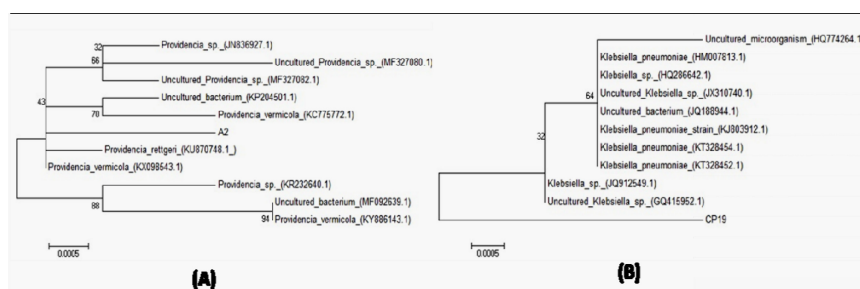 32
Providencia_sp._(JN836927.1)
66
Uncultured_Providencia_sp._(MF327080.1)
Uncultured_Providencia_sp._(MF327082.1)
43
Uncultured_bacterium_(KP204501.1)
70
Providencia_vermicola_(KC775772.1)
A2
Providencia_rettgeri_(KU870748.1_)
Providencia_vermicola_(KX098543.1)
Providencia_sp._(KR232640.1)
88
Uncultured_bacterium_(MF092639.1)
94
Providencia_vermicola_(KY886143.1)
0.0005
(A)
Uncultured_microorganism_(HQ774264.1
Klebsiella_pneumoniae_(HM007813.1)
Klebsiella_sp._(HQ286642.1)
64
Uncultured_Klebsiella_sp._(JX310740.1)
Uncultured_bacterium_(JQ188944.1)
32
Klebsiella_pneumoniae_strain_(KJ803912.1)
Klebsiella_pneumoniae_(KT328454.1)
Klebsiella_pneumoniae_(KT328452.1)
Klebsiella_sp._(JQ912549.1)
Uncultured_Klebsiella_sp._(GQ415952.1)
CP19
0.0005
(B)